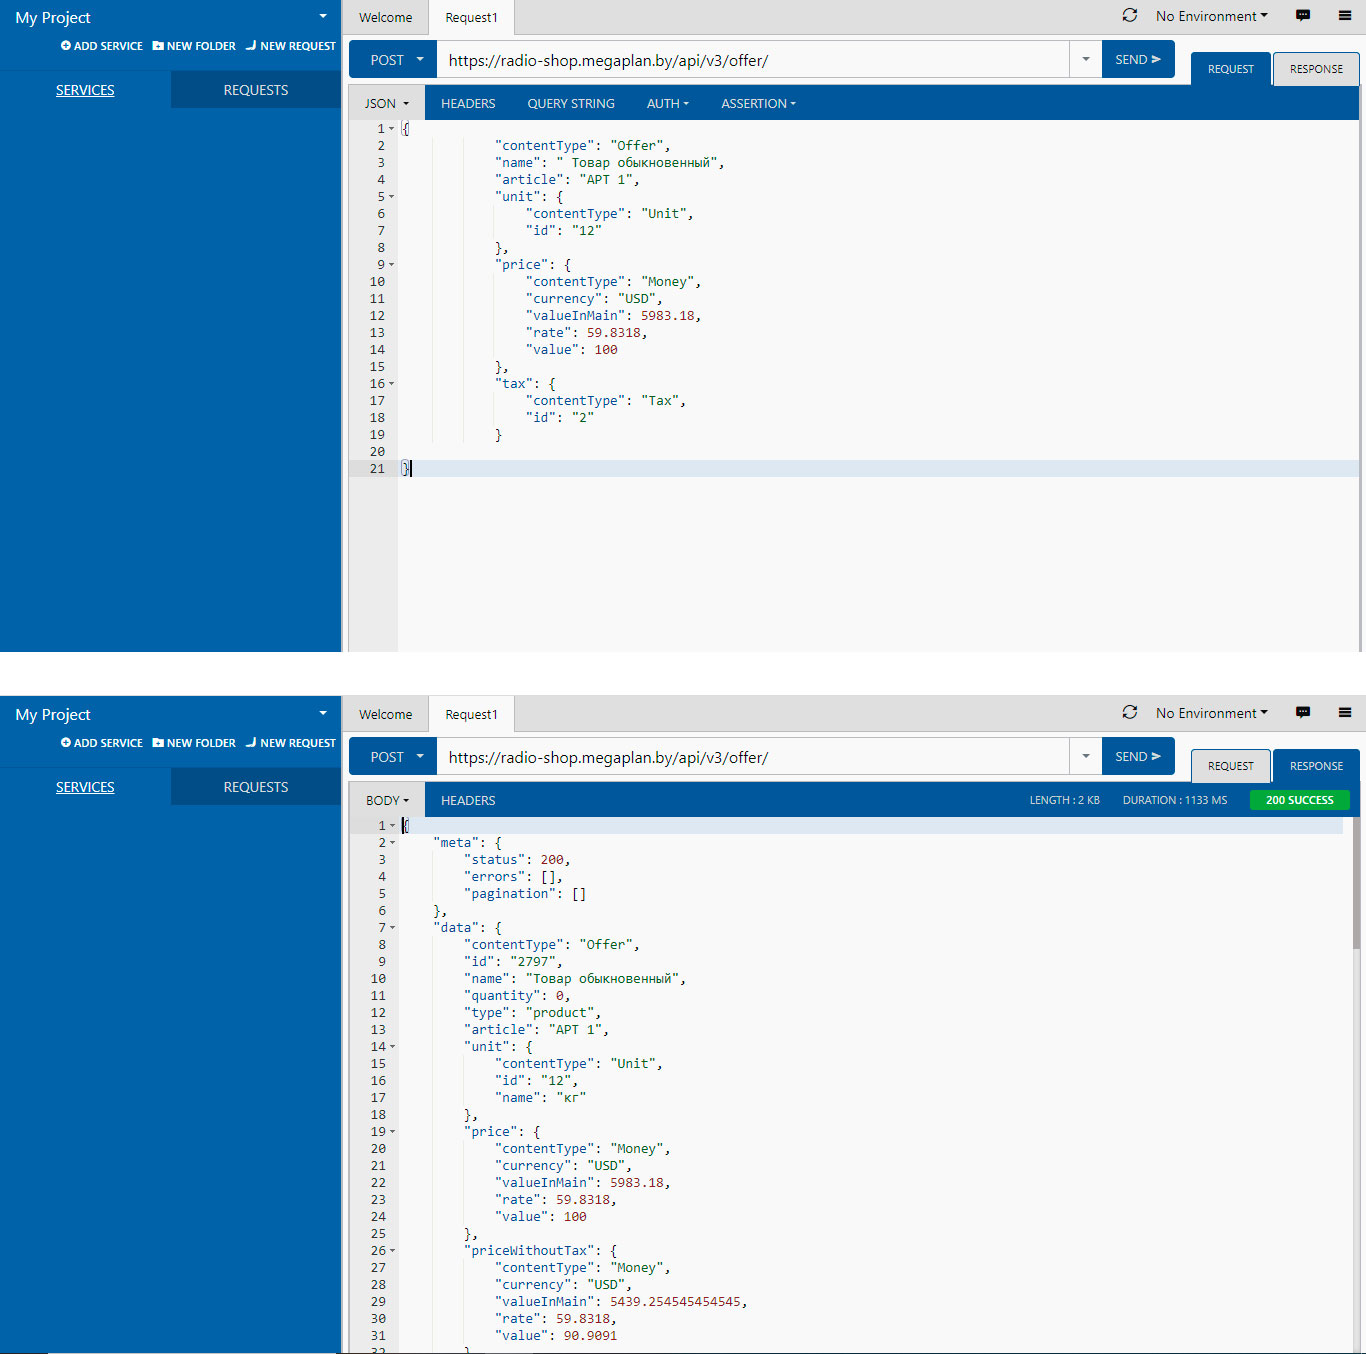 My Project
ADD SERVICE NEW FOLDER NEW REQUEST
SERVICES REQUESTS
Welcome Request1 No Environment
POST https://radio-shop.megaplan.by/api/v3/offer/ SEND REQUEST RESPONSE
JSON HEADERS QUERY STRING AUTH ASSERTION
1 {
2 "contentType": "Offer",
3 "name": " Товар обыкновенный",
4 "article": "АРТ 1",
5 "unit": {
6 "contentType": "Unit",
7 "id": "12"
8 },
9 "price": {
10 "contentType": "Money",
11 "currency": "USD",
12 "valueInMain": 5983.18,
13 "rate": 59.8318,
14 "value": 100
15 },
16 "tax": {
17 "contentType": "Tax",
18 "id": "2"
19 }
20
21 }
My Project
ADD SERVICE NEW FOLDER NEW REQUEST
SERVICES REQUESTS
Welcome Request1 No Environment
POST https://radio-shop.megaplan.by/api/v3/offer/ SEND REQUEST RESPONSE
BODY HEADERS LENGTH : 2 KB DURATION : 1133 MS 200 SUCCESS
1 {
2 "meta": {
3 "status": 200,
4 "errors": [],
5 "pagination": []
6 },
7 "data": {
8 "contentType": "Offer",
9 "id": "2797",
10 "name": "Товар обыкновенный",
11 "quantity": 0,
12 "type": "product",
13 "article": "АРТ 1",
14 "unit": {
15 "contentType": "Unit",
16 "id": "12",
17 "name": "кг"
18 },
19 "price": {
20 "contentType": "Money",
21 "currency": "USD",
22 "valueInMain": 5983.18,
23 "rate": 59.8318,
24 "value": 100
25 },
26 "priceWithoutTax": {
27 "contentType": "Money",
28 "currency": "USD",
29 "valueInMain": 5439.254545454545,
30 "rate": 59.8318,
31 "value": 90.9091